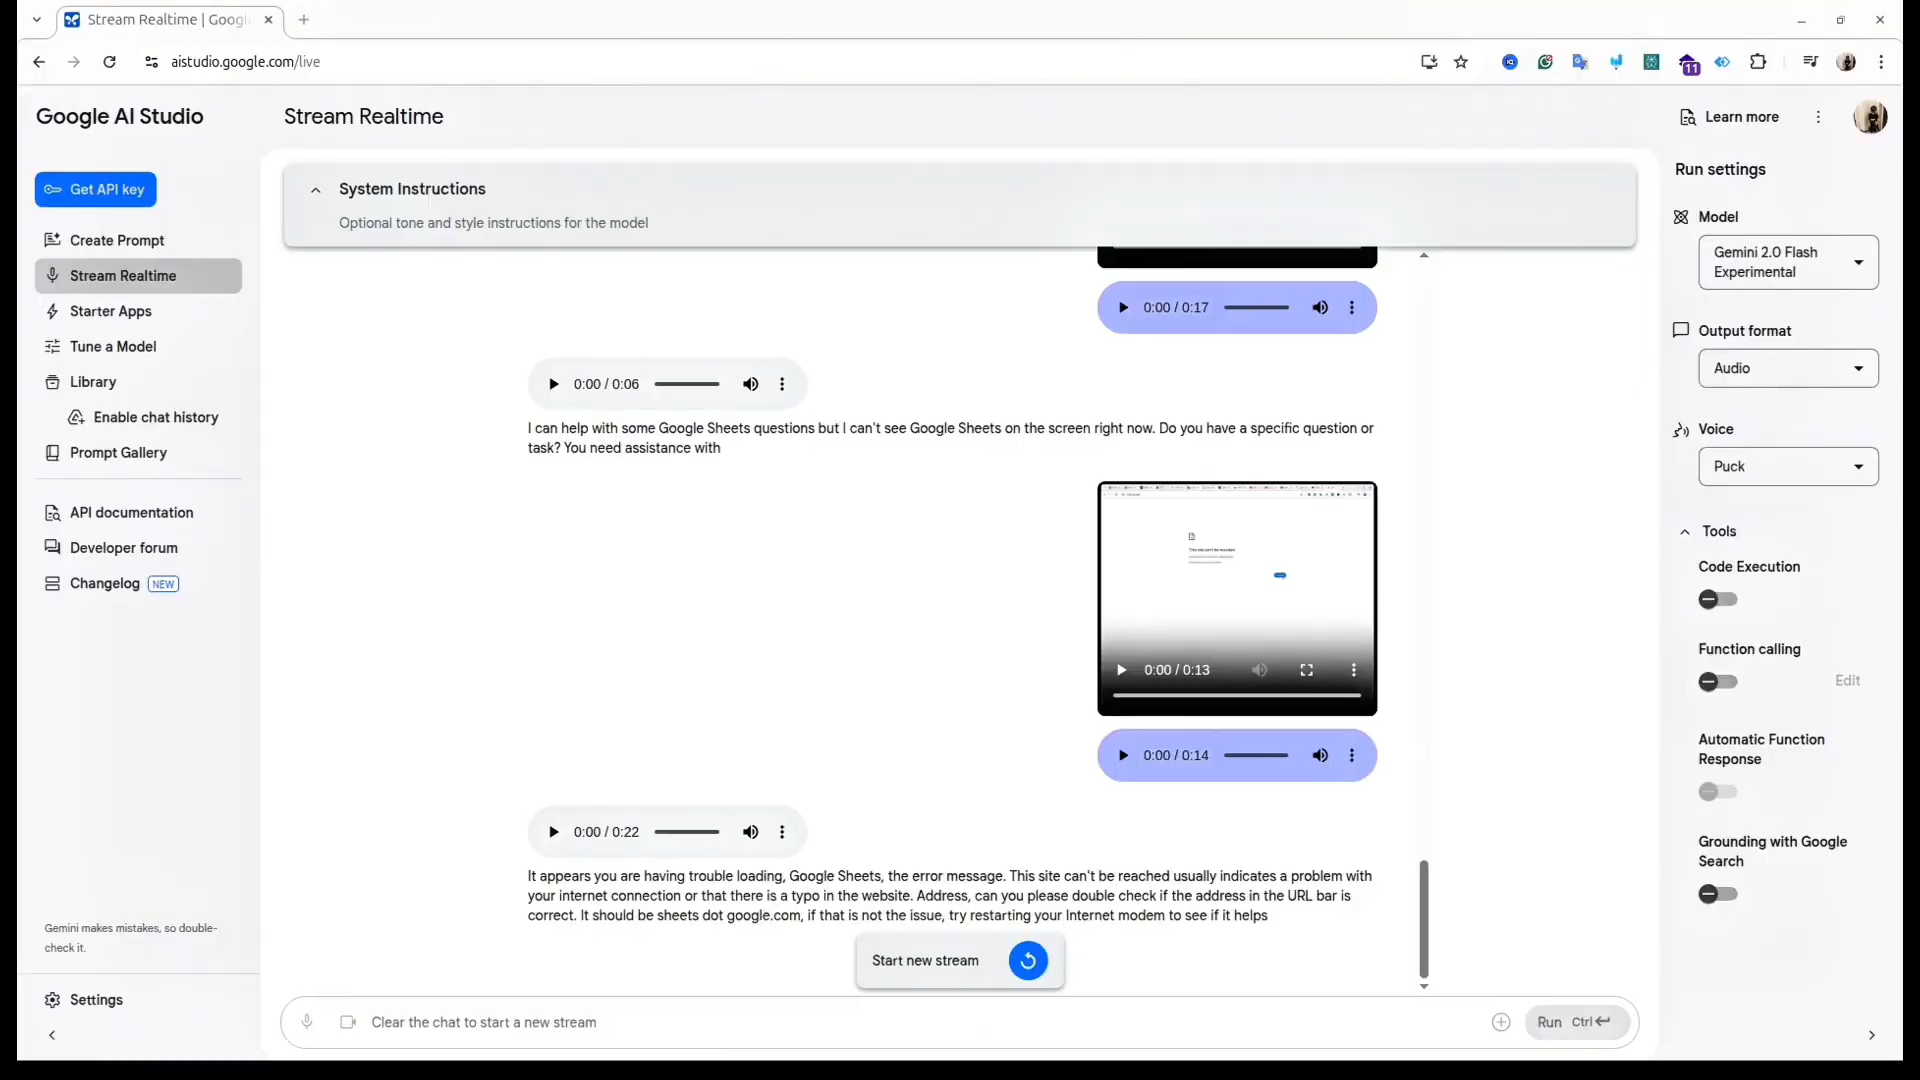 Stream Realtime | Googl
aistudio.google.com/live
11
Google AI Studio
Stream Realtime
Learn more
Get API key
Create Prompt
Stream Realtime
Starter Apps
Tune a Model
Library
Enable chat history
Prompt Gallery
API documentation
Developer forum
Changelog NEW
Gemini makes mistakes, so double-
check it.
Settings
System Instructions
Optional tone and style instructions for the model
0:00 / 0:17
0:00 / 0:06
I can help with some Google Sheets questions but I can't see Google Sheets on the screen right now. Do you have a specific question or
task? You need assistance with
0:00 / 0:13
0:00 / 0:14
0:00 / 0:22
It appears you are having trouble loading, Google Sheets, the error message. This site can't be reached usually indicates a problem with
your internet connection or that there is a typo in the website. Address, can you please double check if the address in the URL bar is
correct. It should be sheets dot google.com, if that is not the issue, try restarting your Internet modem to see if it helps
Start new stream
Clear the chat to start a new stream
Run Ctrl
Run settings
Model
Gemini 2.0 Flash
Experimental
Output format
Audio
Voice
Puck
Tools
Code Execution
Function calling
Edit
Automatic Function
Response
Grounding with Google
Search